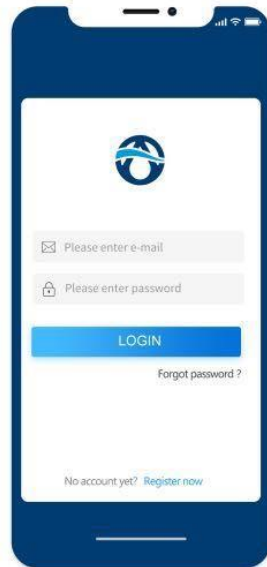 Please enter e-mail
Please enter password
LOGIN
Forgot password ?
No account yet? Register now